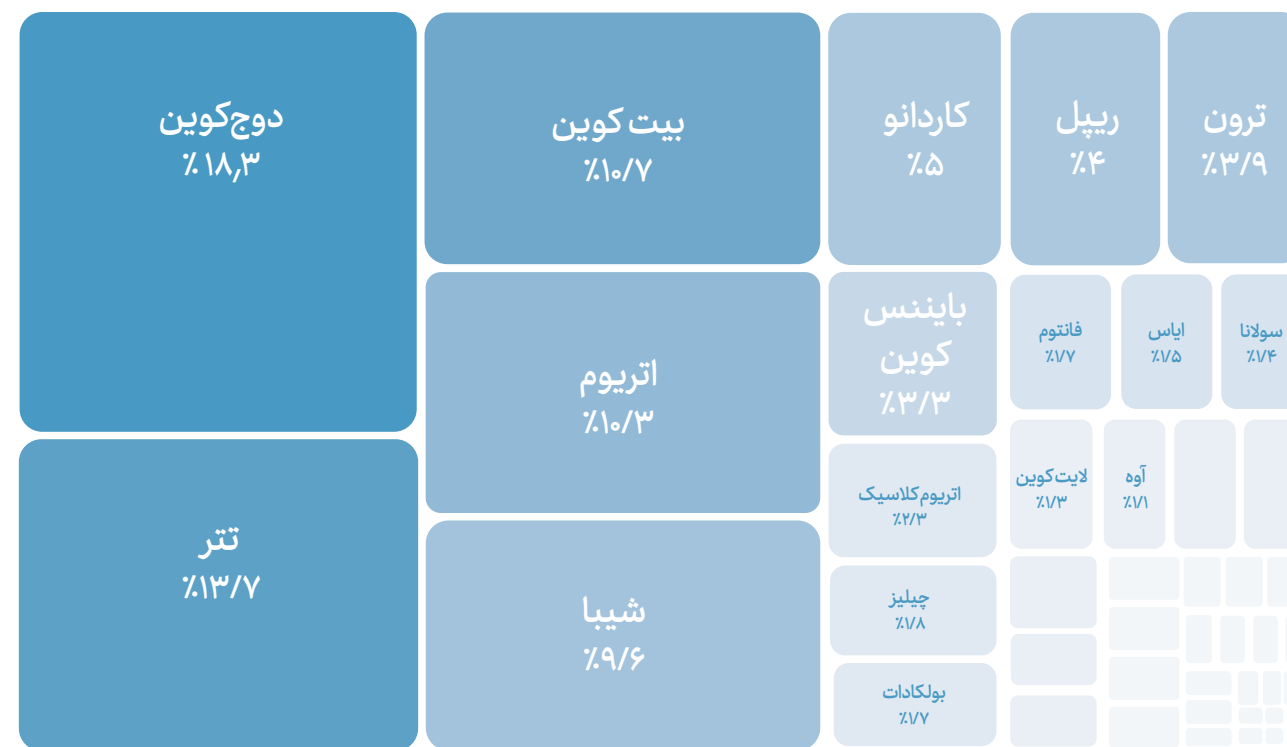 دوج‌کوین
٪۱۸٫۳
بیت کوین
٪۱۰/۷
کاردانو
٪۵
ریپل
٪۴
ترون
٪۳/۹
اتریوم
٪۱۰/۳
بایننس
کوین
٪۳/۳
فانتوم
٪۱/۷
ایاس
٪۱/۵
سولانا
٪۱/۴
تتر
٪۱۳/۷
شیبا
٪۹/۶
اتریوم کلاسیک
٪۲/۳
لایت کوین
٪۱/۳
آوه
٪۱/۱
چیلیز
٪۱/۸
پولکادات
٪۱/۷